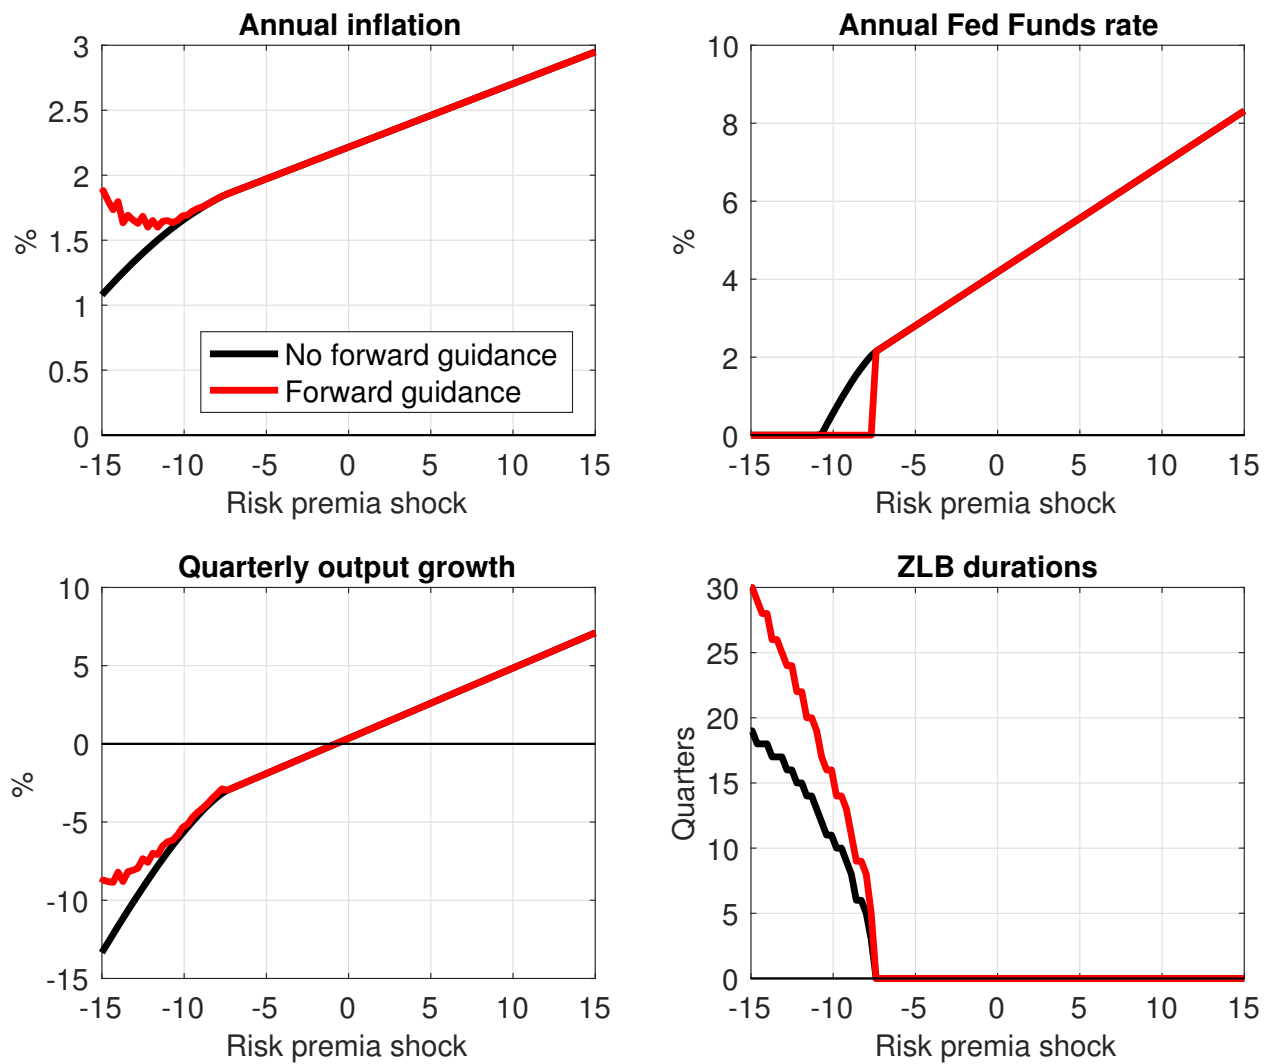 Annual inflation
3
2.5
2
1.5
1
0.5
0
%
No forward guidance
Forward guidance
-15 -10 -5 0 5 10 15
Risk premia shock
Annual Fed Funds rate
10
8
6
4
2
0
%
-15 -10 -5 0 5 10 15
Risk premia shock
Quarterly output growth
10
5
0
-5
-10
-15
%
-15 -10 -5 0 5 10 15
Risk premia shock
ZLB durations
30
25
20
15
10
5
0
Quarters
-15 -10 -5 0 5 10 15
Risk premia shock